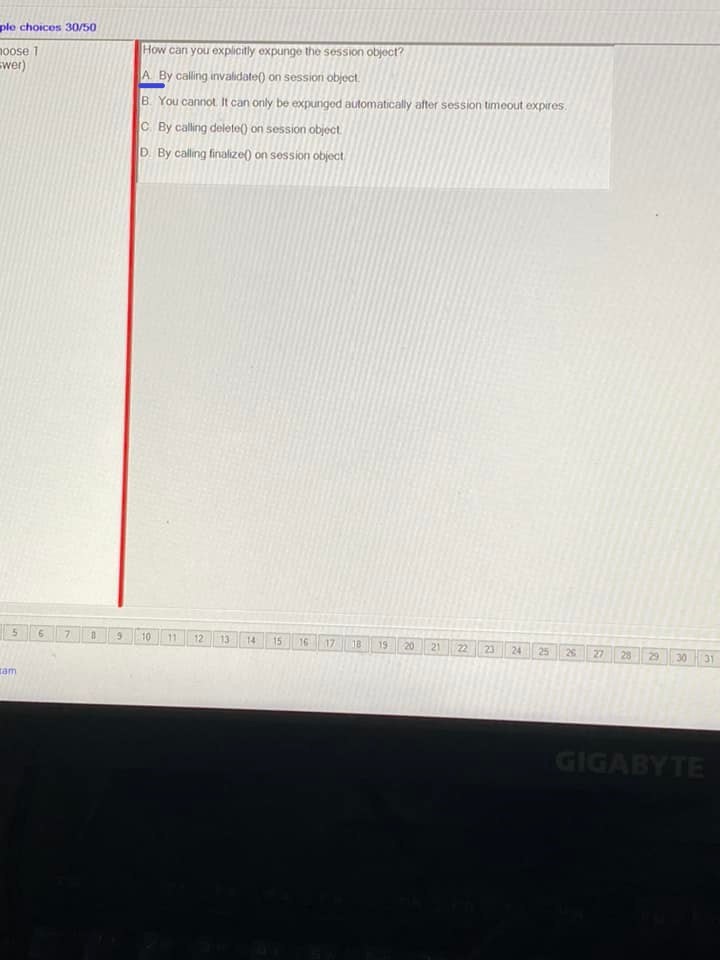 ple choices 30/50
hoose 1
swer)
How can you explicitly expunge the session object?
A. By calling invalidate() on session object.
B. You cannot. It can only be expunged automatically after session timeout expires.
C. By calling delete() on session object.
D. By calling finalize() on session object.
5 6 7 8 9 10 11 12 13 14 15 16 17 18 19 20 21 22 23 24 25 26 27 28 29 30 31
xam
GIGABYTE